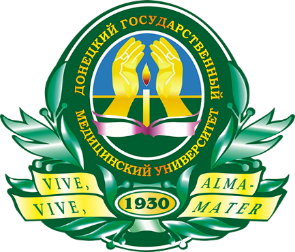 ДОНЕЦКИЙ ГОСУДАРСТВЕННЫЙ
МЕДИЦИНСКИЙ УНИВЕРСИТЕТ
VIVE,
VIVE,
1930
ALMA-
MATER